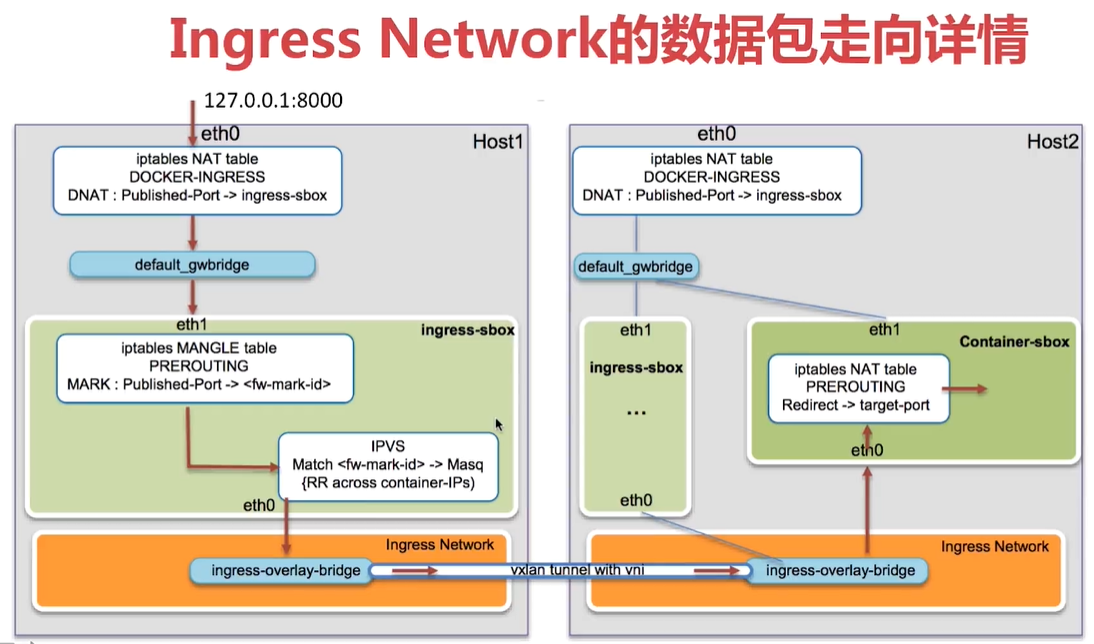 Ingress Network的数据包走向详情
127.0.0.1:8000
eth0
Host1
iptables NAT table
DOCKER-INGRESS
DNAT : Published-Port -> ingress-sbox
default_gwbridge
eth1
ingress-sbox
iptables MANGLE table
PREROUTING
MARK : Published-Port -> <fw-mark-id>
IPVS
Match <fw-mark-id> -> Masq
{RR across container-IPs)
eth0
Ingress Network
ingress-overlay-bridge
vxlan tunnel with vni
eth0
Host2
iptables NAT table
DOCKER-INGRESS
DNAT : Published-Port -> ingress-sbox
default_gwbridge
eth1
ingress-sbox
...
eth0
eth1
Container-sbox
iptables NAT table
PREROUTING
Redirect -> target-port
eth0
Ingress Network
ingress-overlay-bridge